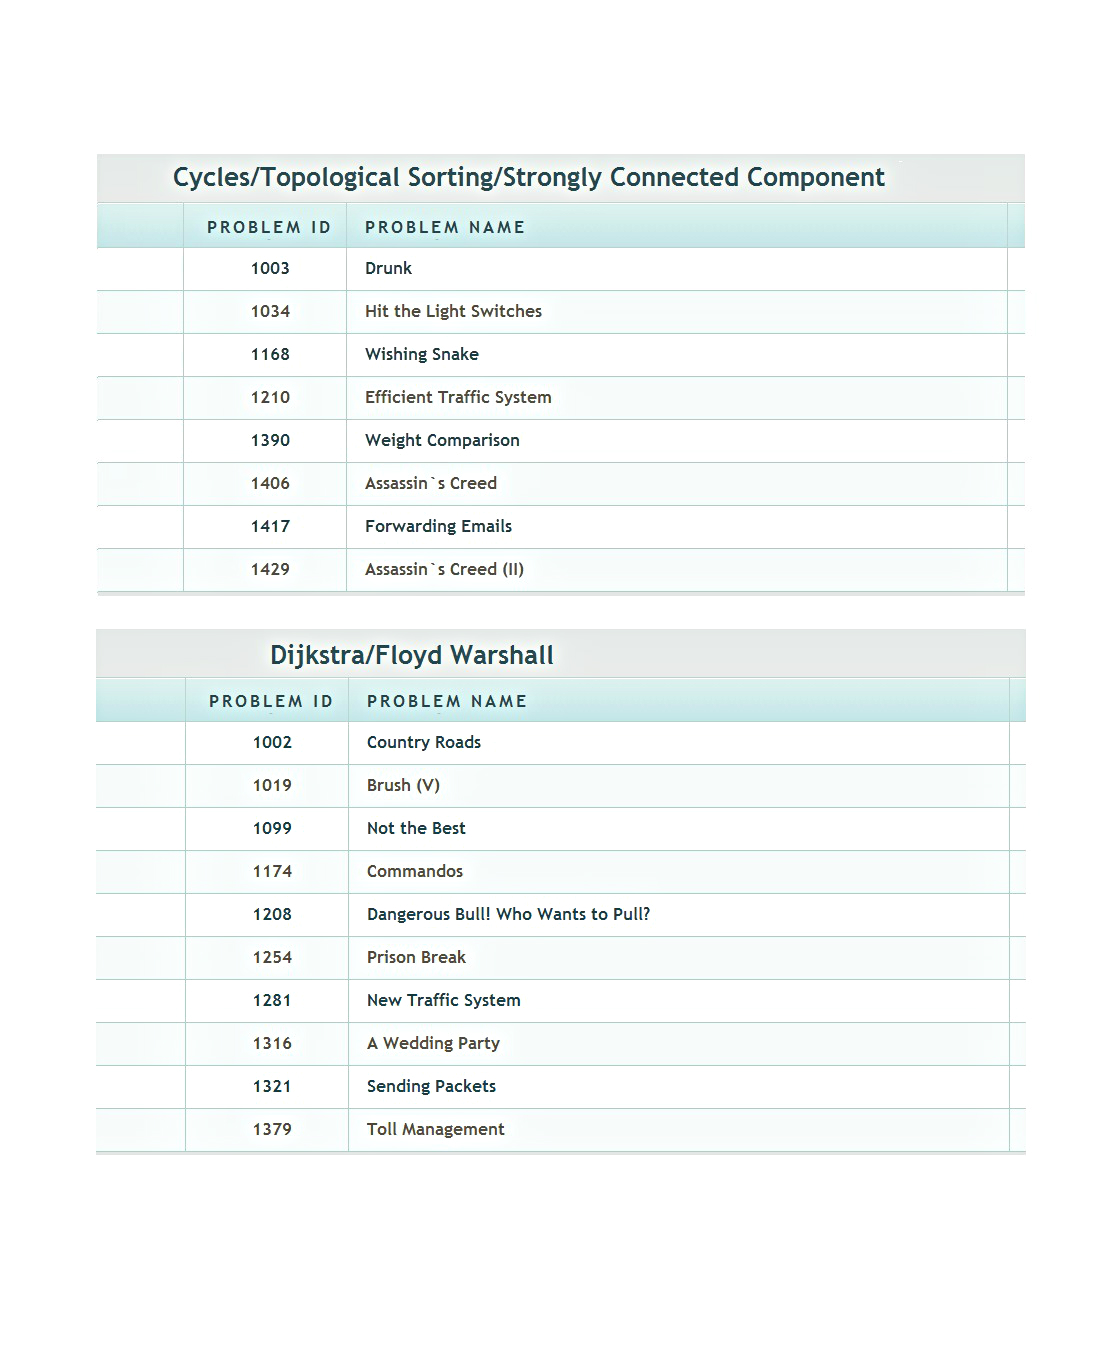 Cycles/Topological Sorting/Strongly Connected Component
PROBLEM ID PROBLEM NAME
1003 Drunk
1034 Hit the Light Switches
1168 Wishing Snake
1210 Efficient Traffic System
1390 Weight Comparison
1406 Assassin`s Creed
1417 Forwarding Emails
1429 Assassin`s Creed (II)
Dijkstra/Floyd Warshall
PROBLEM ID PROBLEM NAME
1002 Country Roads
1019 Brush (V)
1099 Not the Best
1174 Commandos
1208 Dangerous Bull! Who Wants to Pull?
1254 Prison Break
1281 New Traffic System
1316 A Wedding Party
1321 Sending Packets
1379 Toll Management